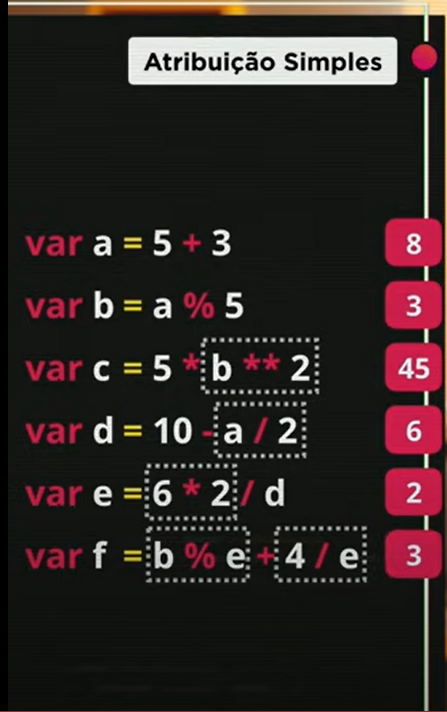 Atribuição Simples
var a = 5 + 3 8
var b = a % 5 3
var c = 5 * b ** 2 45
var d = 10 - a / 2 6
var e = 6 * 2 / d 2
var f = b % e + 4 / e 3